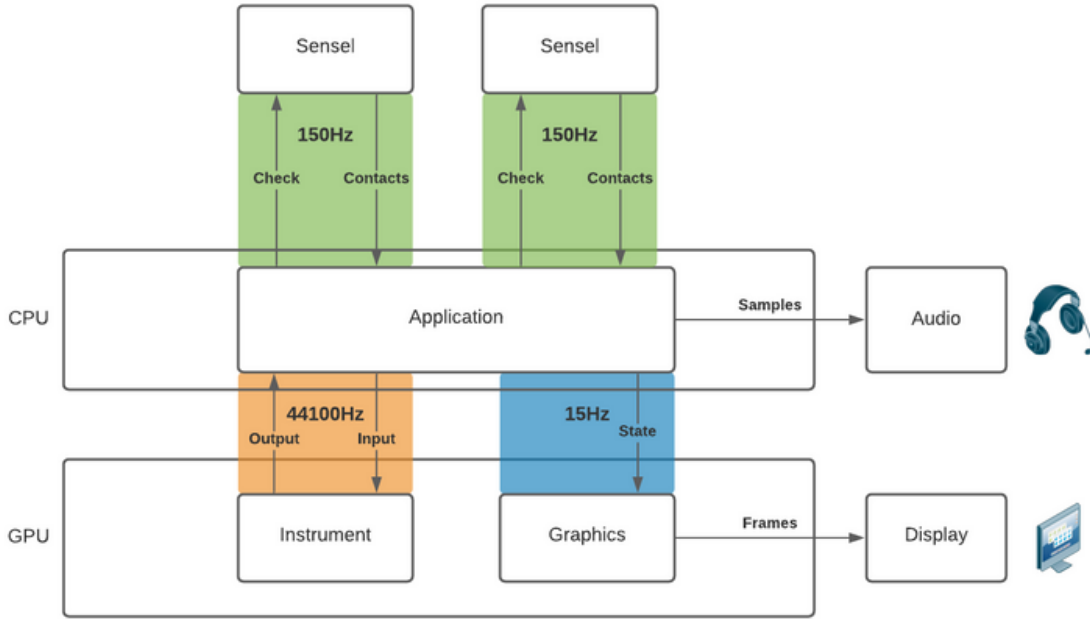 Sensel
Sensel
150Hz
150Hz
Check
Contacts
Check
Contacts
CPU
Application
Samples
Audio
44100Hz
15Hz
Output
Input
State
GPU
Instrument
Graphics
Frames
Display